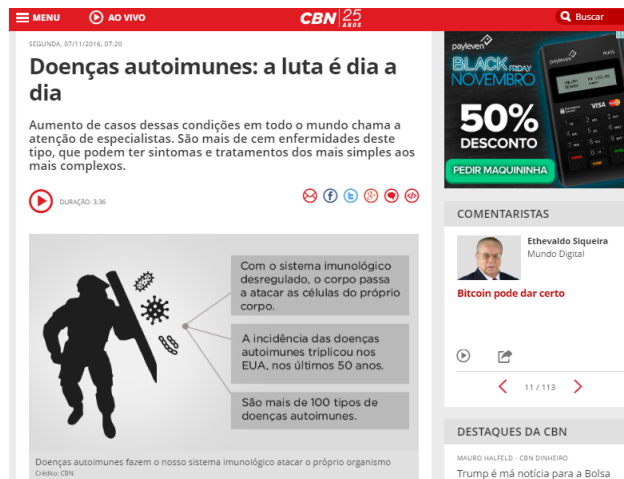 MENU
AO VIVO
CBN 25 ANOS
Buscar
SEGUNDA, 07/11/2016, 07:20
Doenças autoimunes: a luta é dia a
dia
Aumento de casos dessas condições em todo o mundo chama a
atenção de especialistas. São mais de cem enfermidades deste
tipo, que podem ter sintomas e tratamentos dos mais simples aos
mais complexos.
DURAÇÃO: 3:36
Com o sistema imunológico
desregulado, o corpo passa
a atacar as células do próprio
corpo.
A incidência das doenças
autoimunes triplicou nos
EUA, nos últimos 50 anos.
São mais de 100 tipos de
doenças autoimunes.
Doenças autoimunes fazem o nosso sistema imunológico atacar o próprio organismo
Crédito: CBN
payleven
BLACK FRIDAY
NOVEMBRO
50%
DESCONTO
PEDIR MAQUININHA
payleven
VISA
COMENTARISTAS
Ethevaldo Siqueira
Mundo Digital
Bitcoin pode dar certo
11 / 113
DESTAQUES DA CBN
MAURO HALFELD - CBN DINHEIRO
Trump é má notícia para a Bolsa